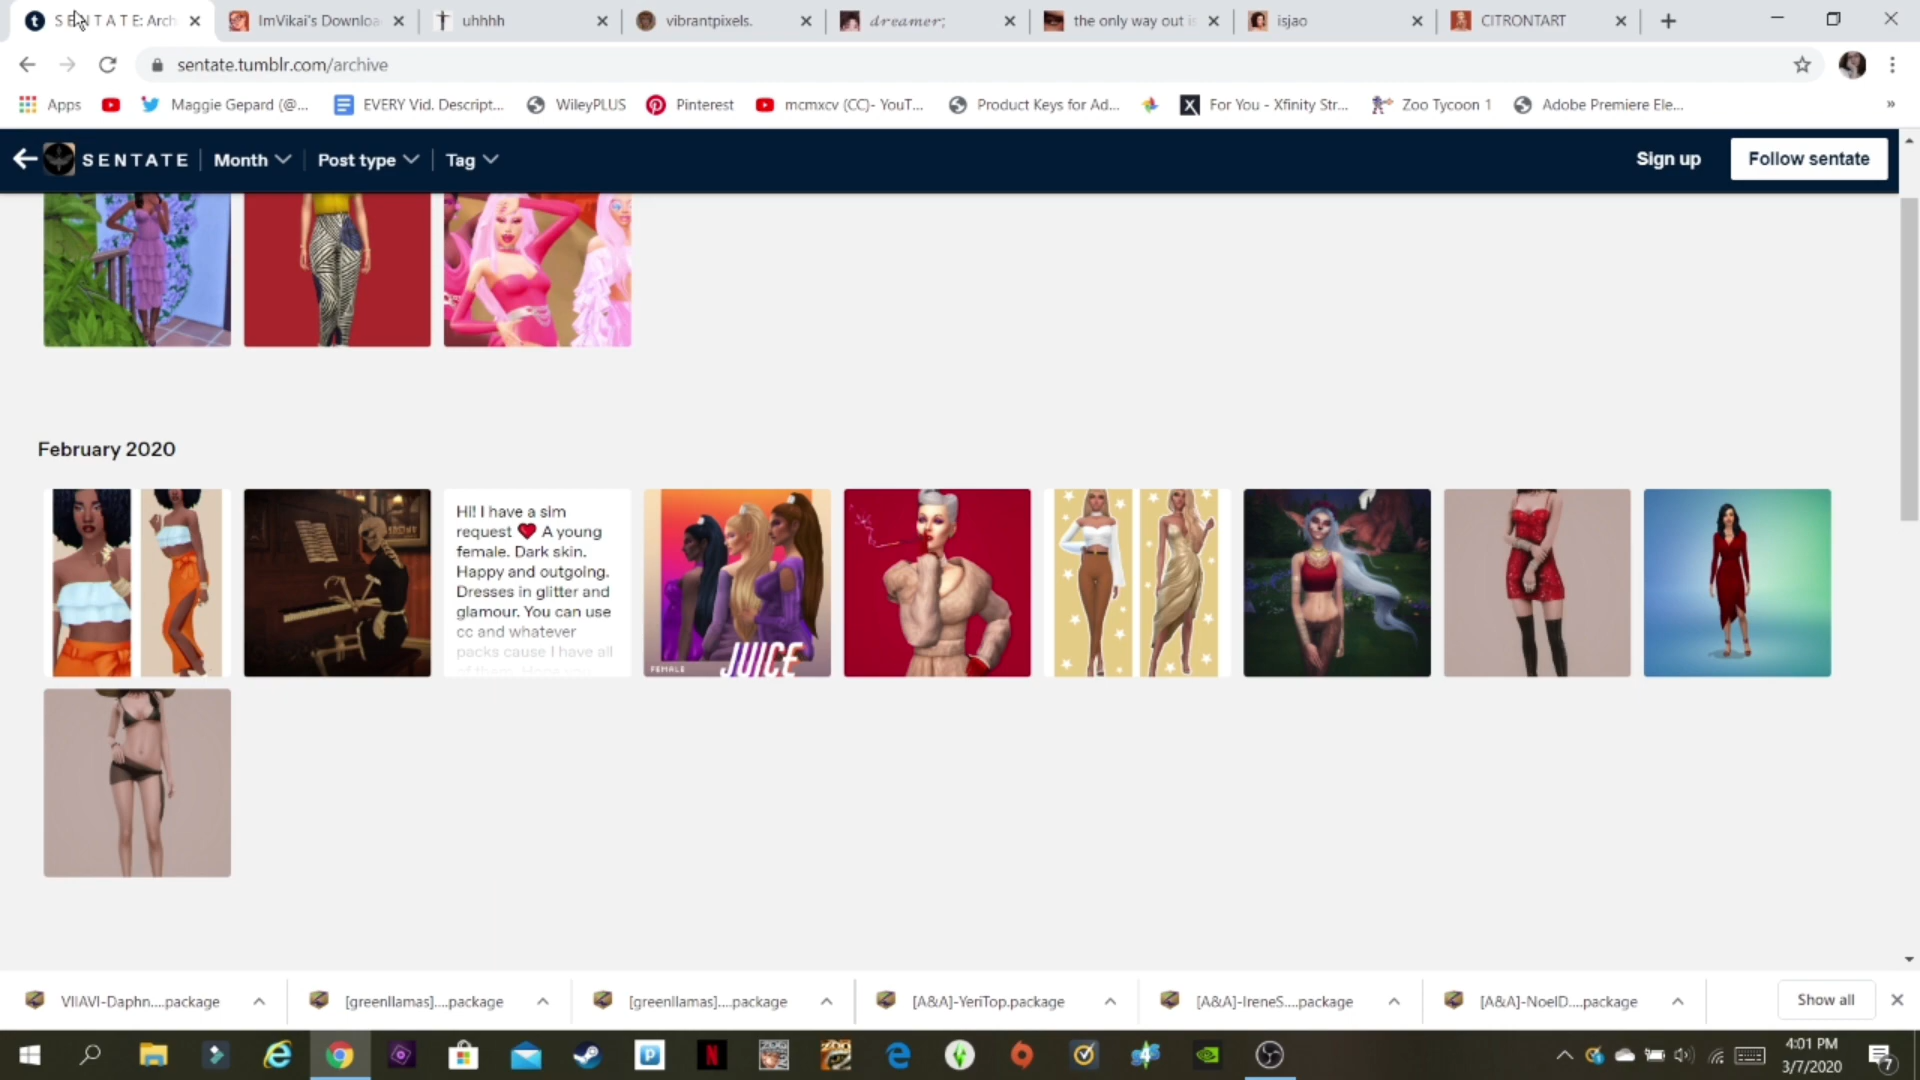 S E N T A T E: Arch
ImVikai's Downloa
uhhhh
vibrantpixels.
dreamer;
the only way out is
isjao
CITRONTART
sentate.tumblr.com/archive
Apps
Maggie Gepard (@...
EVERY Vid. Descript...
WileyPLUS
Pinterest
mcmxcv (CC)- YouT...
Product Keys for Ad...
For You - Xfinity Str...
Zoo Tycoon 1
Adobe Premiere Ele...
»
SENTATE
Month
Post type
Tag
Sign up
Follow sentate
February 2020
HI! I have a sim
request ❤ A young
female. Dark skin.
Happy and outgoing.
Dresses in glitter and
glamour. You can use
cc and whatever
packs cause I have all
FEMALE
JUICE
VIIAVI-Daphn....package
[greenllamas]....package
[greenllamas]....package
[A&A]-YeriTop.package
[A&A]-IreneS....package
[A&A]-NoelD....package
Show all
4:01 PM
3/7/2020
7